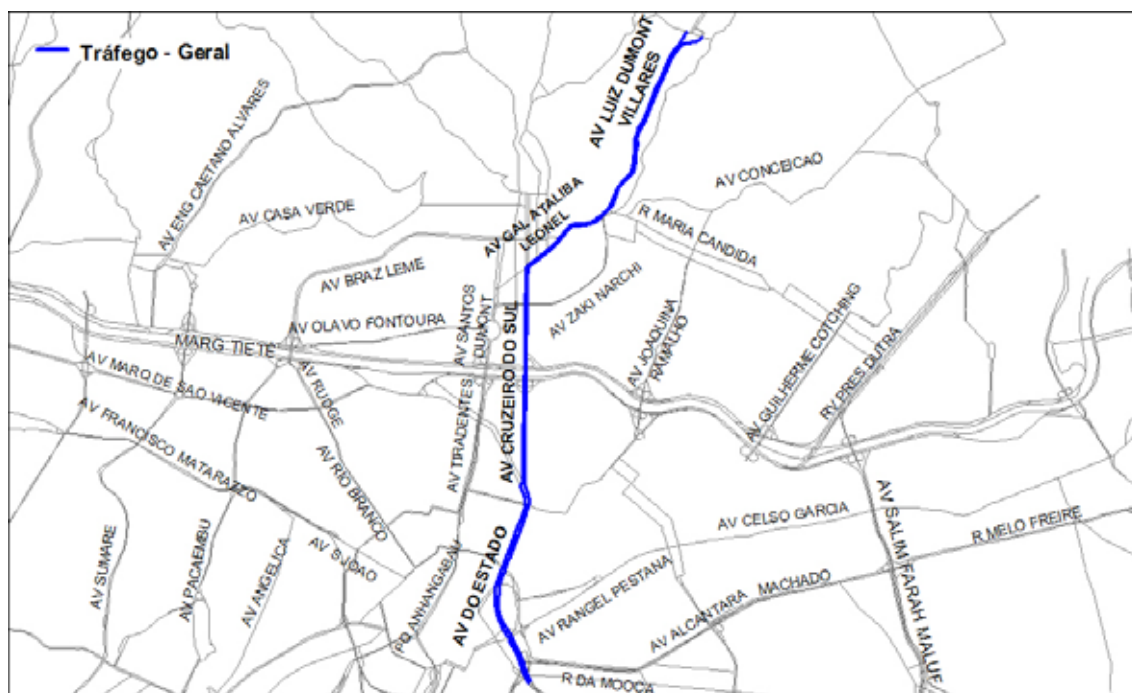 Tráfego - Geral
AV LUIZ DUMONT
VILLARES
AV ENG CAETANO ALVARES
AV CASA VERDE
AV CONCEICAO
AV GAL ATALIBA
LEONEL
R MARIA CANDIDA
AV BRAZ LEME
AV ZAKI NARCHI
AV OLAVO FONTOURA
AV SANTOS
DUMONT
AV CRUZEIRO DO SUL
MARG TIETE
AV JOAQUINA
RAMALHO
AV GUILHERME COTCHING
RV PRES DUTRA
AV MARQ DE SAO VICENTE
AV RUDGE
AV FRANCISCO MATARAZZO
AV TIRADENTES
AV RIO BRANCO
AV SUMARE
AV PACAEMBU
AV ANGELICA
AV SJOAO
PQ ANHANGABAU
AV DO ESTADO
AV CELSO GARCIA
AV SALIM FARAH MALUF
R MELO FREIRE
AV RANGEL PESTANA
AV ALCANTARA MACHADO
R DA MOOCA